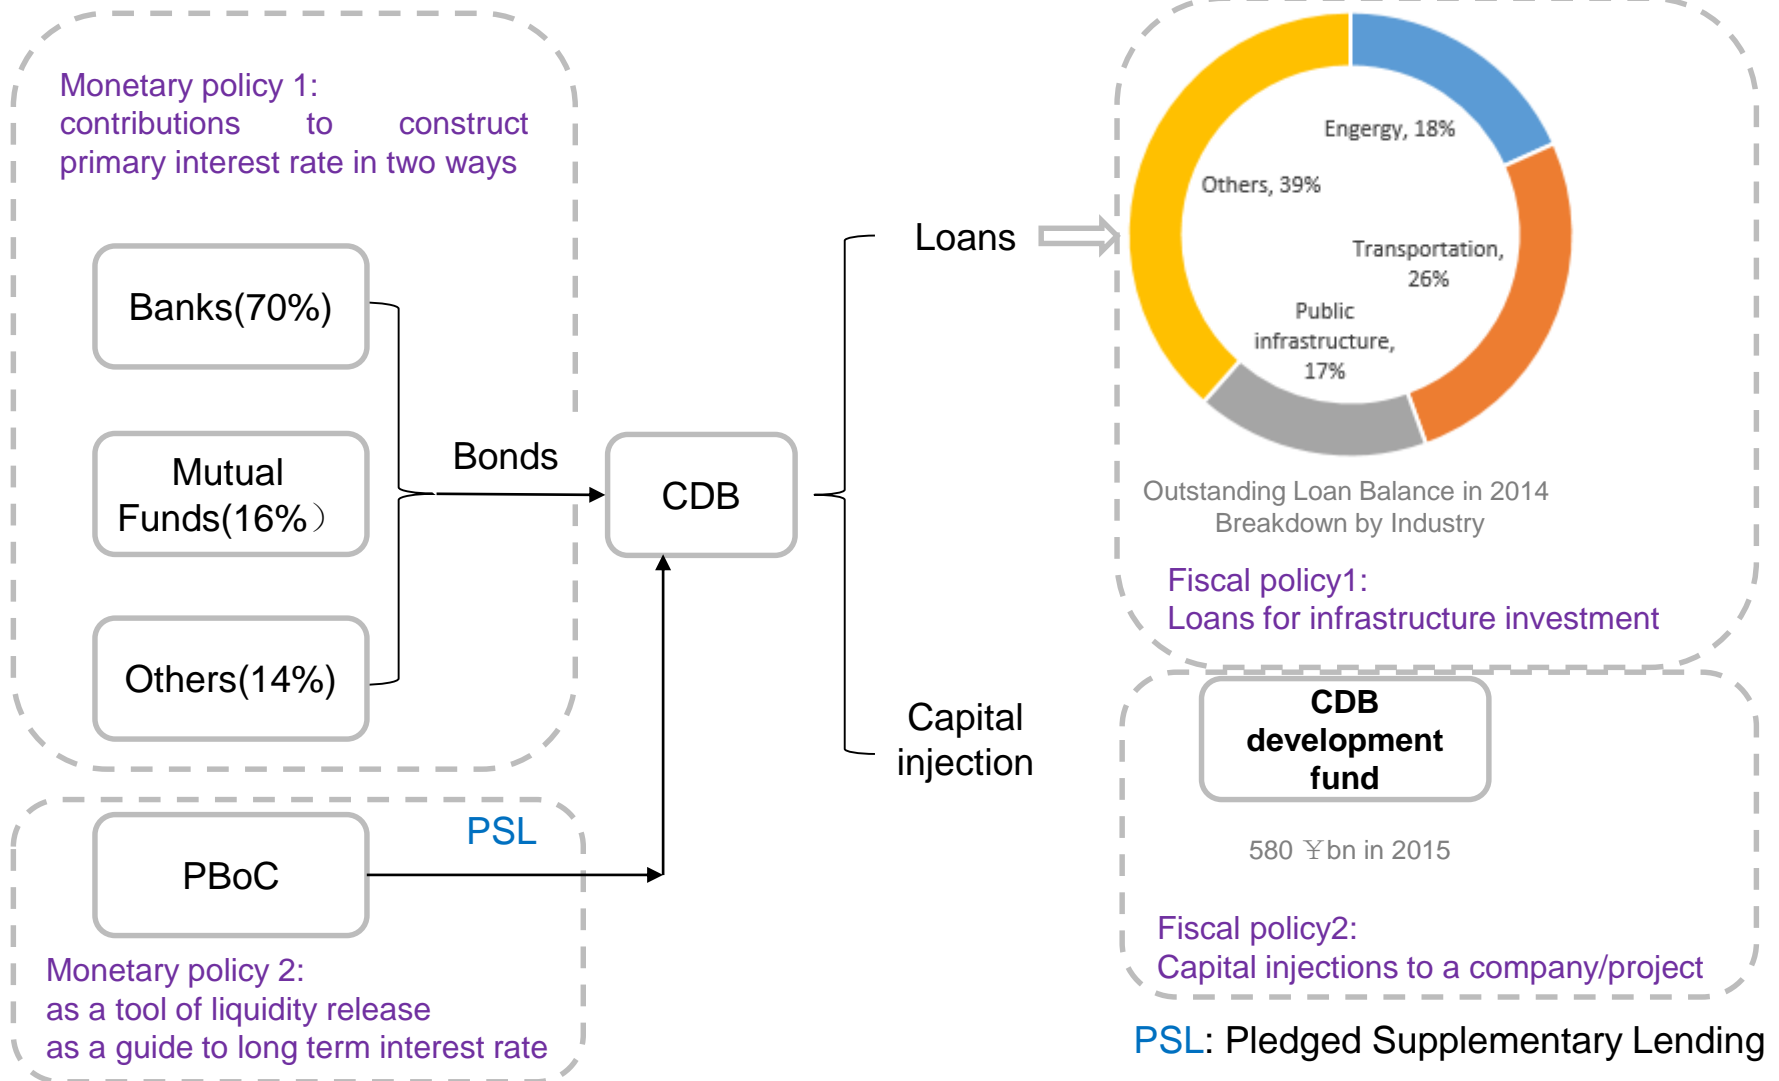 Monetary policy 1:
contributions to construct
primary interest rate in two ways
Banks(70%)
Mutual
Funds(16%）
Others(14%)
Bonds
CDB
PBoC
PSL
Monetary policy 2:
as a tool of liquidity release
as a guide to long term interest rate
Loans
Capital
injection
Engergy, 18%
Others, 39%
Transportation,
26%
Public
infrastructure,
17%
Outstanding Loan Balance in 2014
Breakdown by Industry
Fiscal policy1:
Loans for infrastructure investment
CDB
development
fund
580 ￥bn in 2015
Fiscal policy2:
Capital injections to a company/project
PSL: Pledged Supplementary Lending